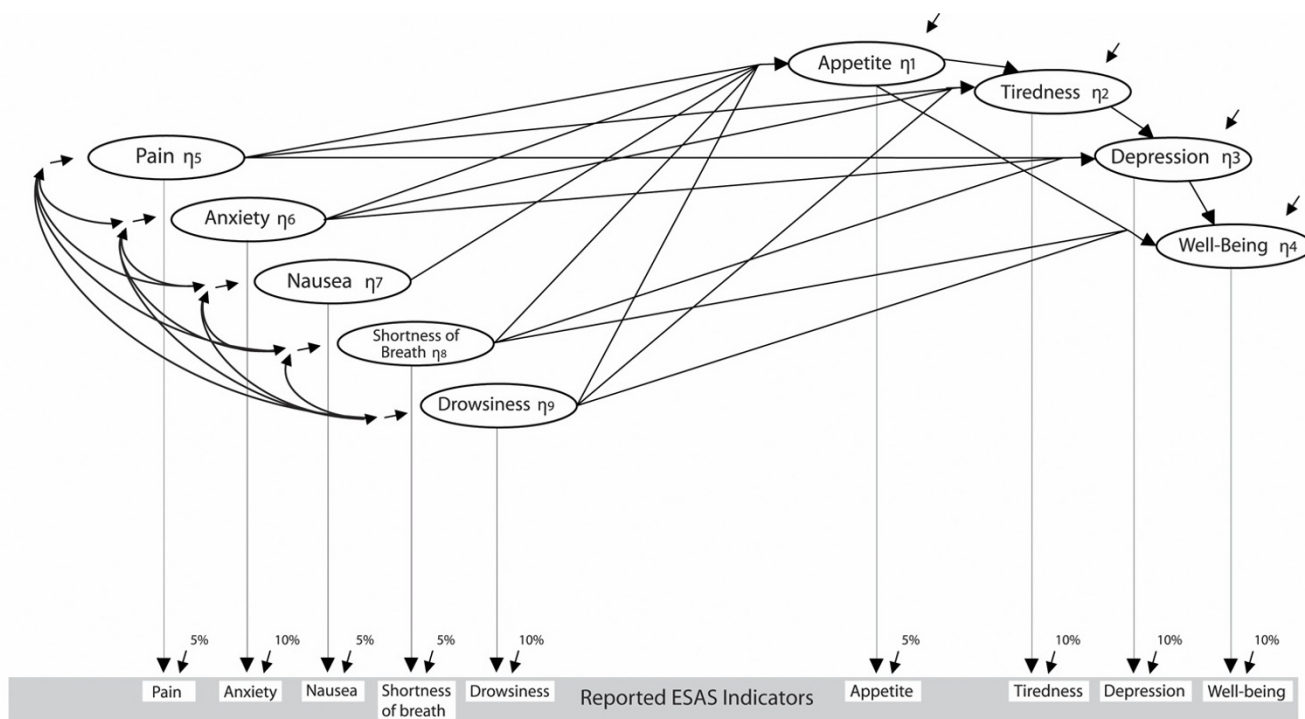 Appetite η1
Tiredness η2
Pain η5
Depression η3
Anxiety η6
Well-Being η4
Nausea η7
Shortness of
Breath η8
Drowsiness η9
5%
10%
5%
5%
10%
5%
10%
10%
10%
Pain
Anxiety
Nausea
Shortness
of breath
Drowsiness
Reported ESAS Indicators
Appetite
Tiredness
Depression
Well-being